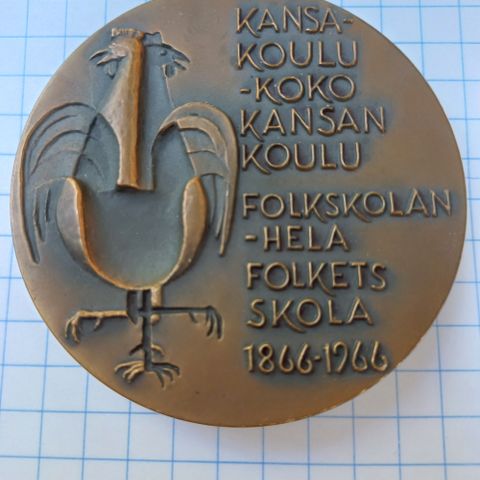 KANSA-
KOULU
-KOKO
KANSAN
KOULU
FOLKSKOLAN
-HELA
FOLKETS
SKOLA
1866-1966